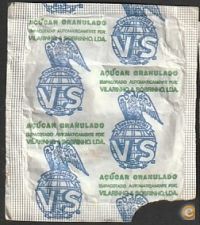 AÇÚCAR GRANULADO
EMPACOTADO AUTOMATICAMENTE POR:
VILARINHO & SOBRINHO, LDA.
VS
VS
AÇÚCAR GRANULADO
EMPACOTADO AUTOMATICAMENTE POR:
VILARINHO & SOBRINHO, LDA.
VS
VS
AÇÚCAR GRANULADO
EMPACOTADO AUTOMATICAMENTE POR:
VILARINHO & SOBRINHO, LDA.
VS